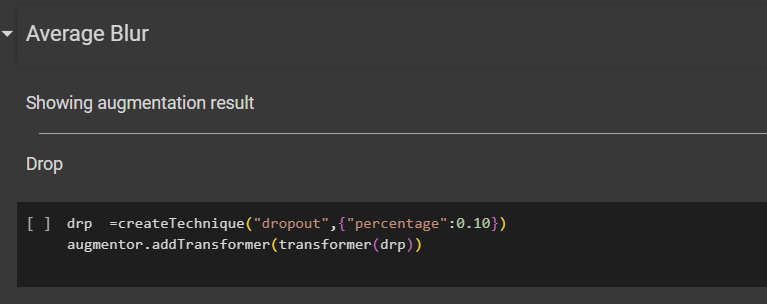 Average Blur
Showing augmentation result
Drop
[ ] drp  =createTechnique("dropout",{"percentage":0.10})
augmentor.addTransformer(transformer(drp))